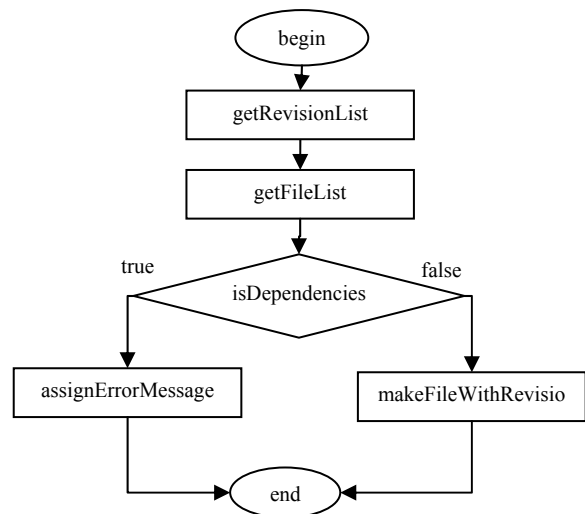 begin
getRevisionList
getFileList
true
false
isDependencies
assignErrorMessage
makeFileWithRevisio
end